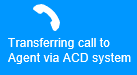 Transferring call to
Agent via ACD system